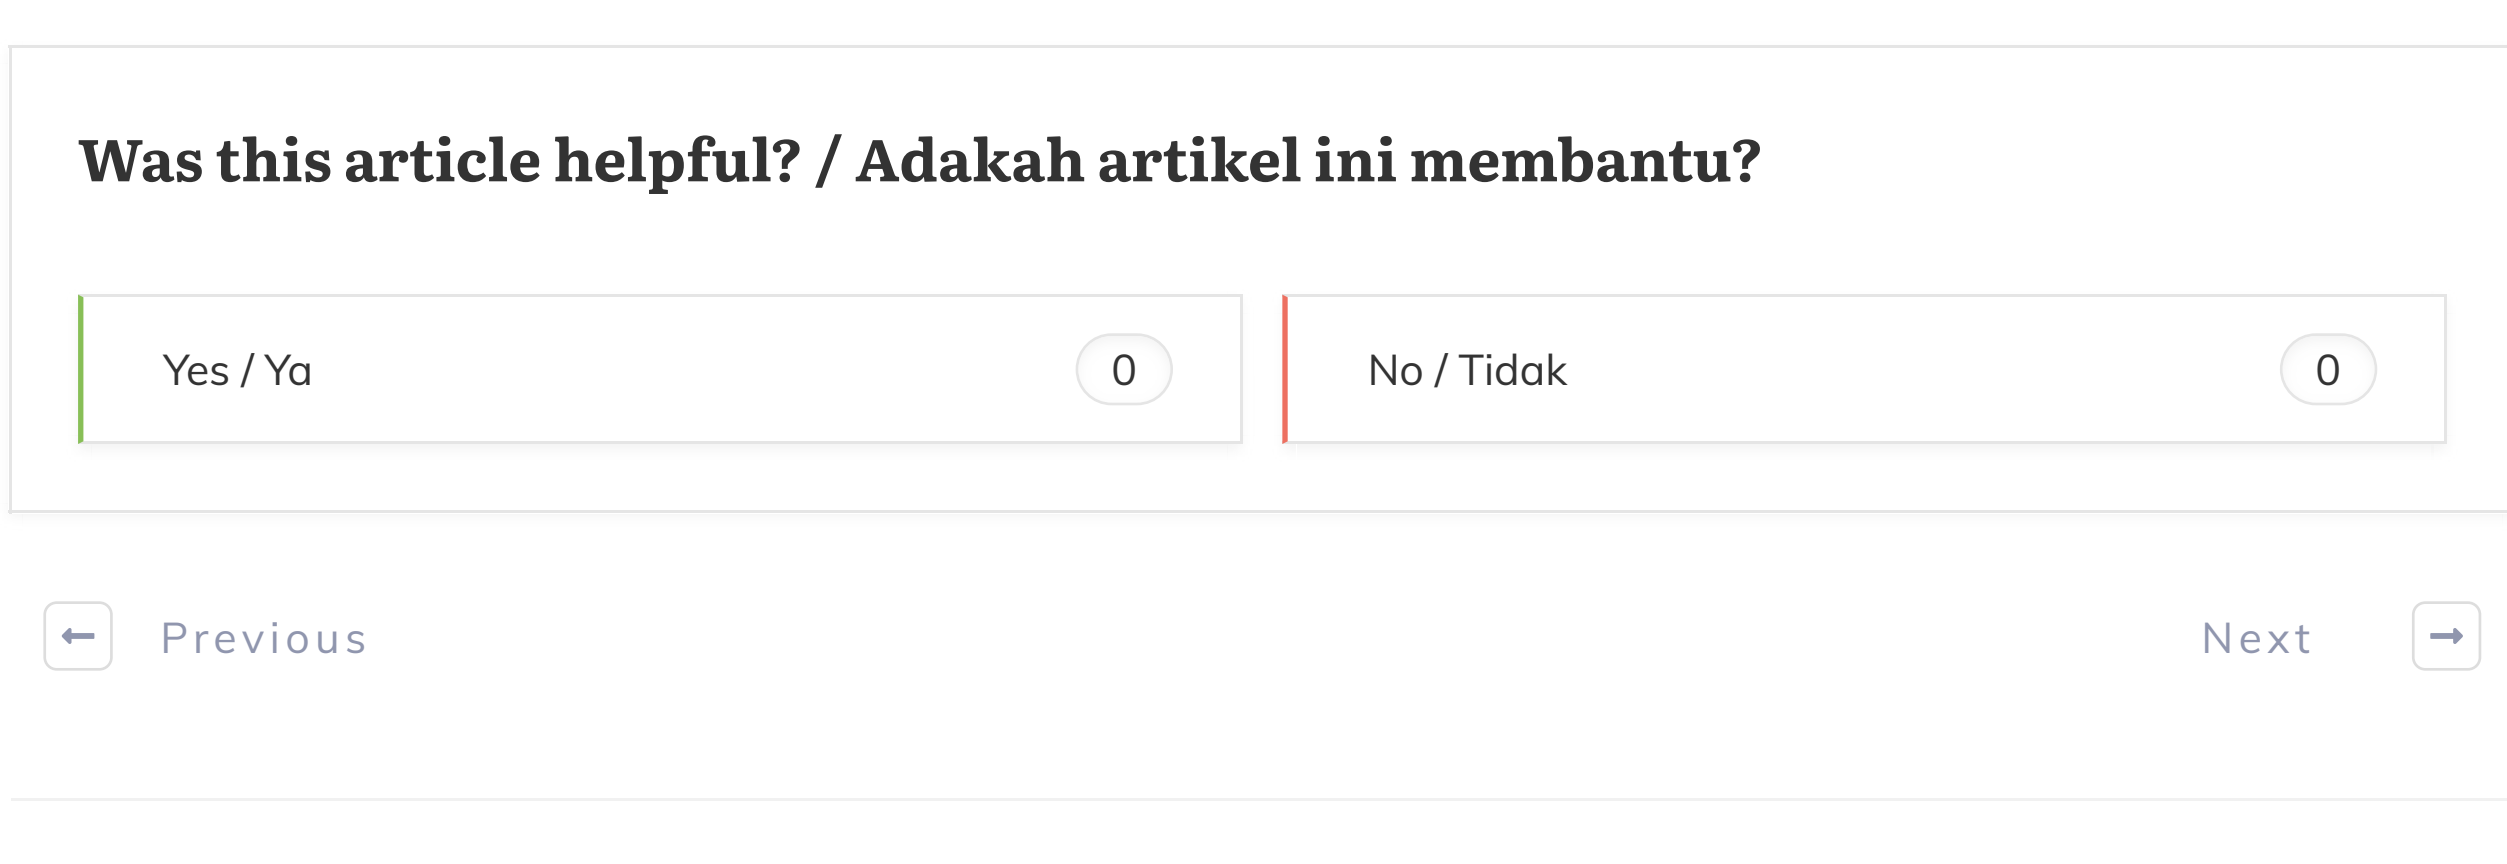 Was this article helpful? / Adakah artikel ini membantu?
Yes / Ya 0
No / Tidak 0
Previous
Next